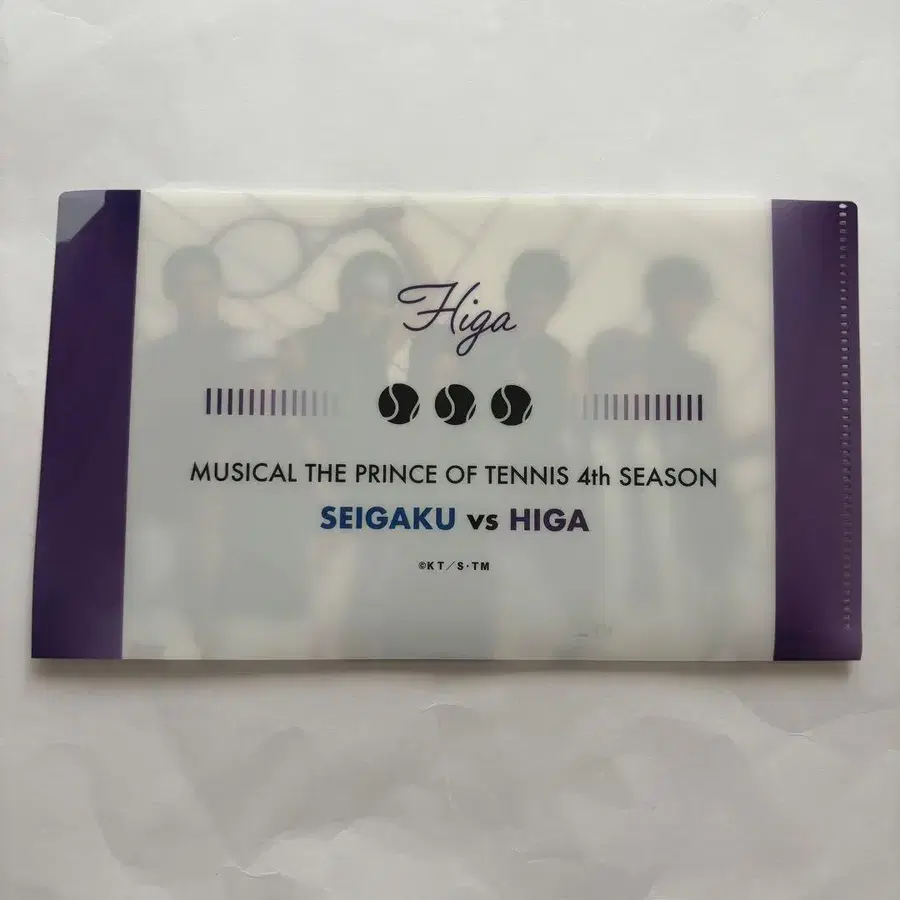 Higa
MUSICAL THE PRINCE OF TENNIS 4th SEASON
SEIGAKU vs HIGA
©KT/S・TM